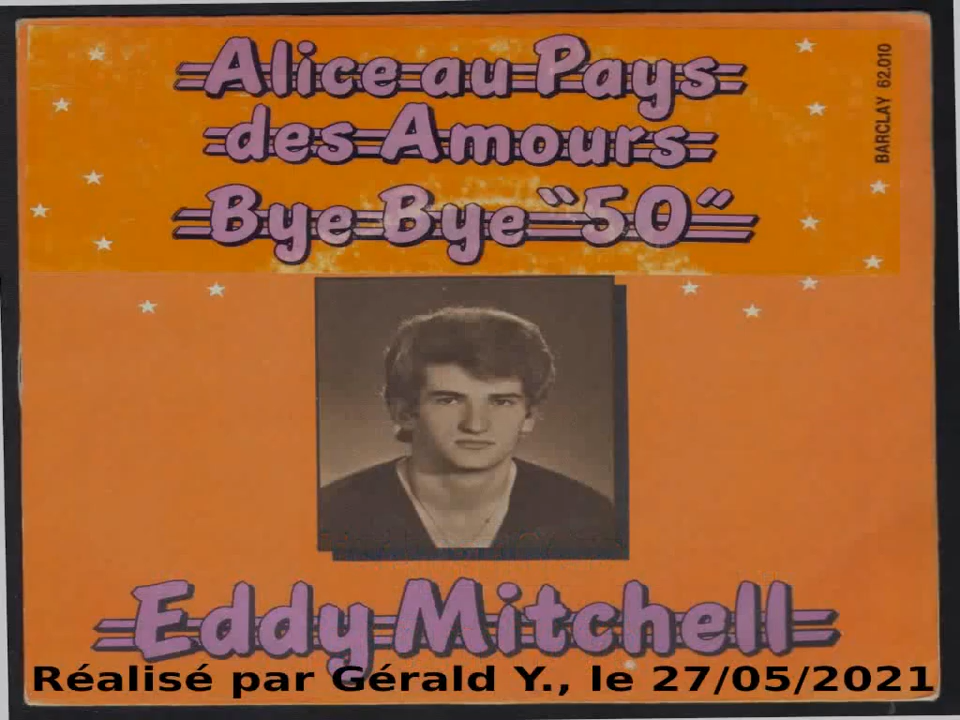 Alice au Pays
des Amours
Bye Bye "50"
BARCLAY 62.010
Eddy Mitchell
Réalisé par Gérald Y., le 27/05/2021